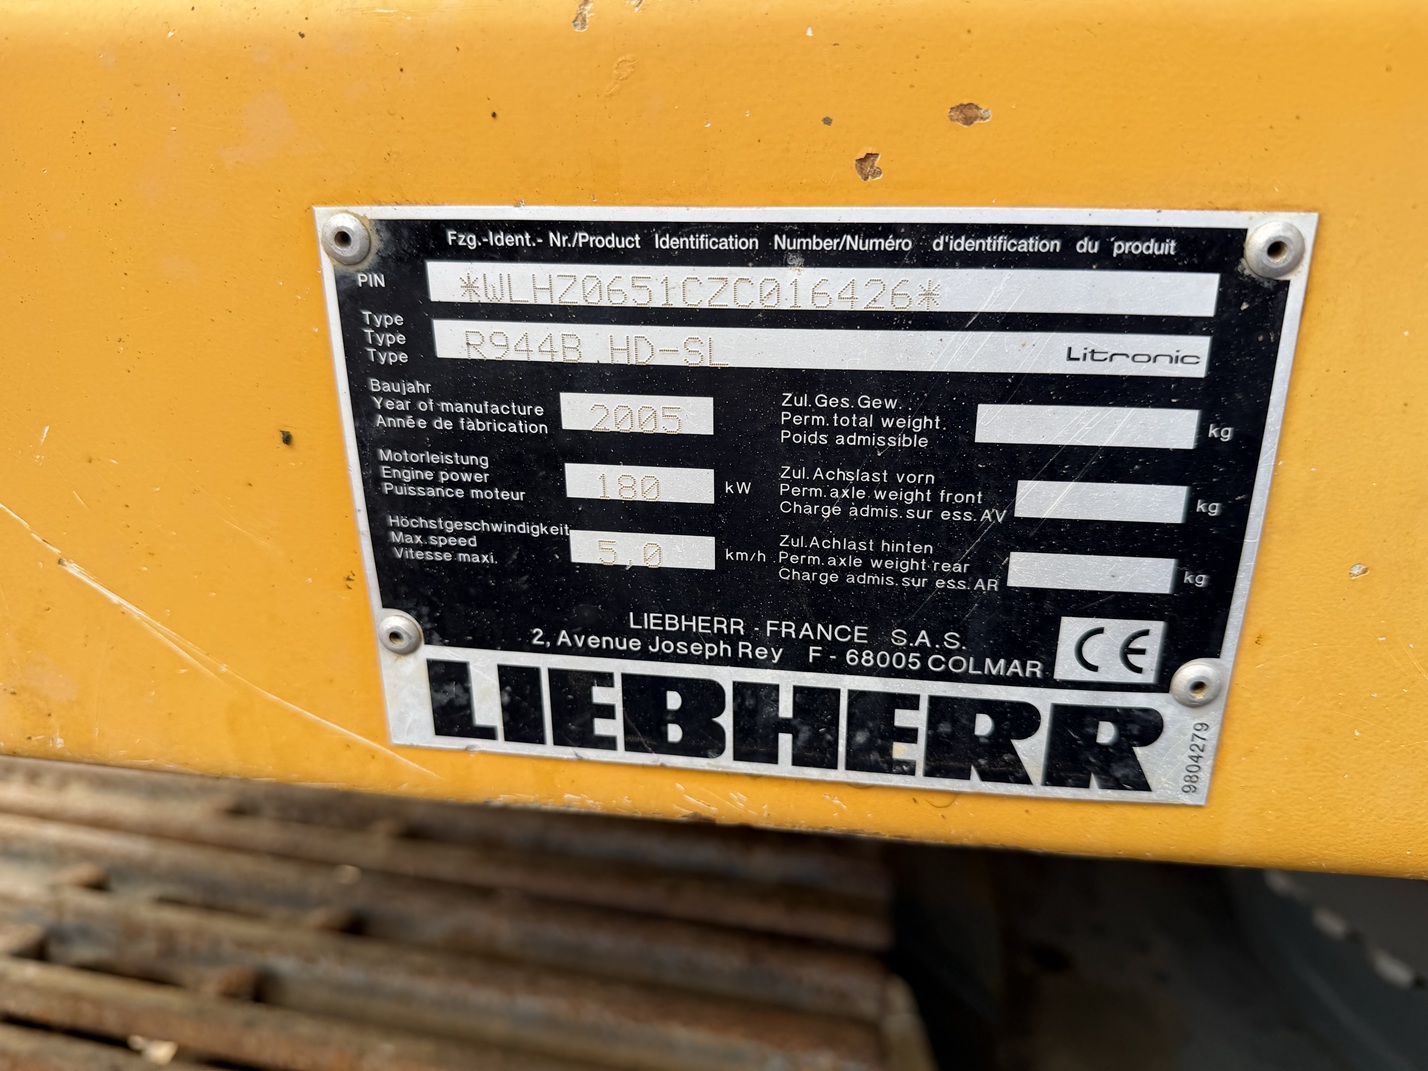 Fzg.-Ident.- Nr./Product Identification Number/Numéro d'identification du produit
PIN *WLHZ0651CZC016426*
Type
Type R944B HD-SL Litronic
Type
Baujahr
Year of manufacture 2005
Année de fabrication
Motorleistung
Engine power 180 kW
Puissance moteur
Höchstgeschwindigkeit
Max.speed 5,0 km/h
Vitesse maxi.
Zul.Ges.Gew.
Perm.total weight. kg
Poids admissible
Zul.Achslast vorn
Perm.axle weight front kg
Charge admis.sur ess.AV
Zul.Achlast hinten
Perm.axle weight rear kg
Charge admis.sur ess.AR
LIEBHERR - FRANCE S.A.S.
2, Avenue Joseph Rey F - 68005 COLMAR
CE
LIEBHERR
9804279